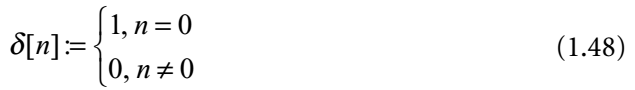 δ[n]≔{1, n = 0
0, n ≠ 0 (1.48)